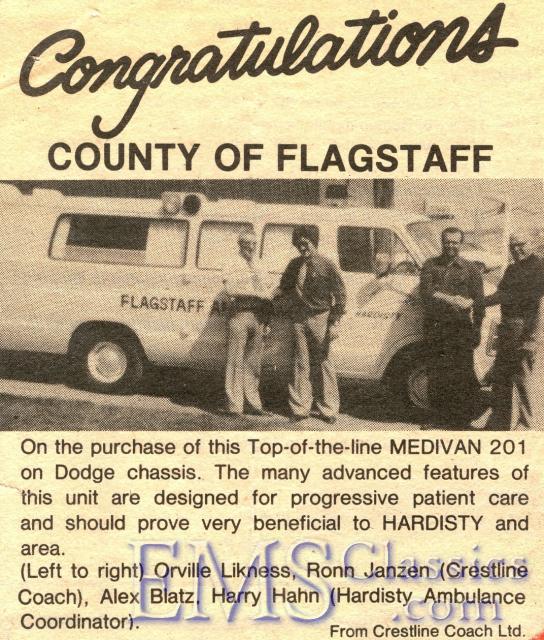 Congratulations
COUNTY OF FLAGSTAFF
FLAGSTAFF
HARDISTY
On the purchase of this Top-of-the-line MEDIVAN 201
on Dodge chassis. The many advanced features of
this unit are designed for progressive patient care
and should prove very beneficial to HARDISTY and
area.
(Left to right) Orville Likness, Ronn Janzen (Crestline
Coach), Alex Blatz, Harry Hahn (Hardisty Ambulance
Coordinator).
From Crestline Coach Ltd.
EMSClassics
.com